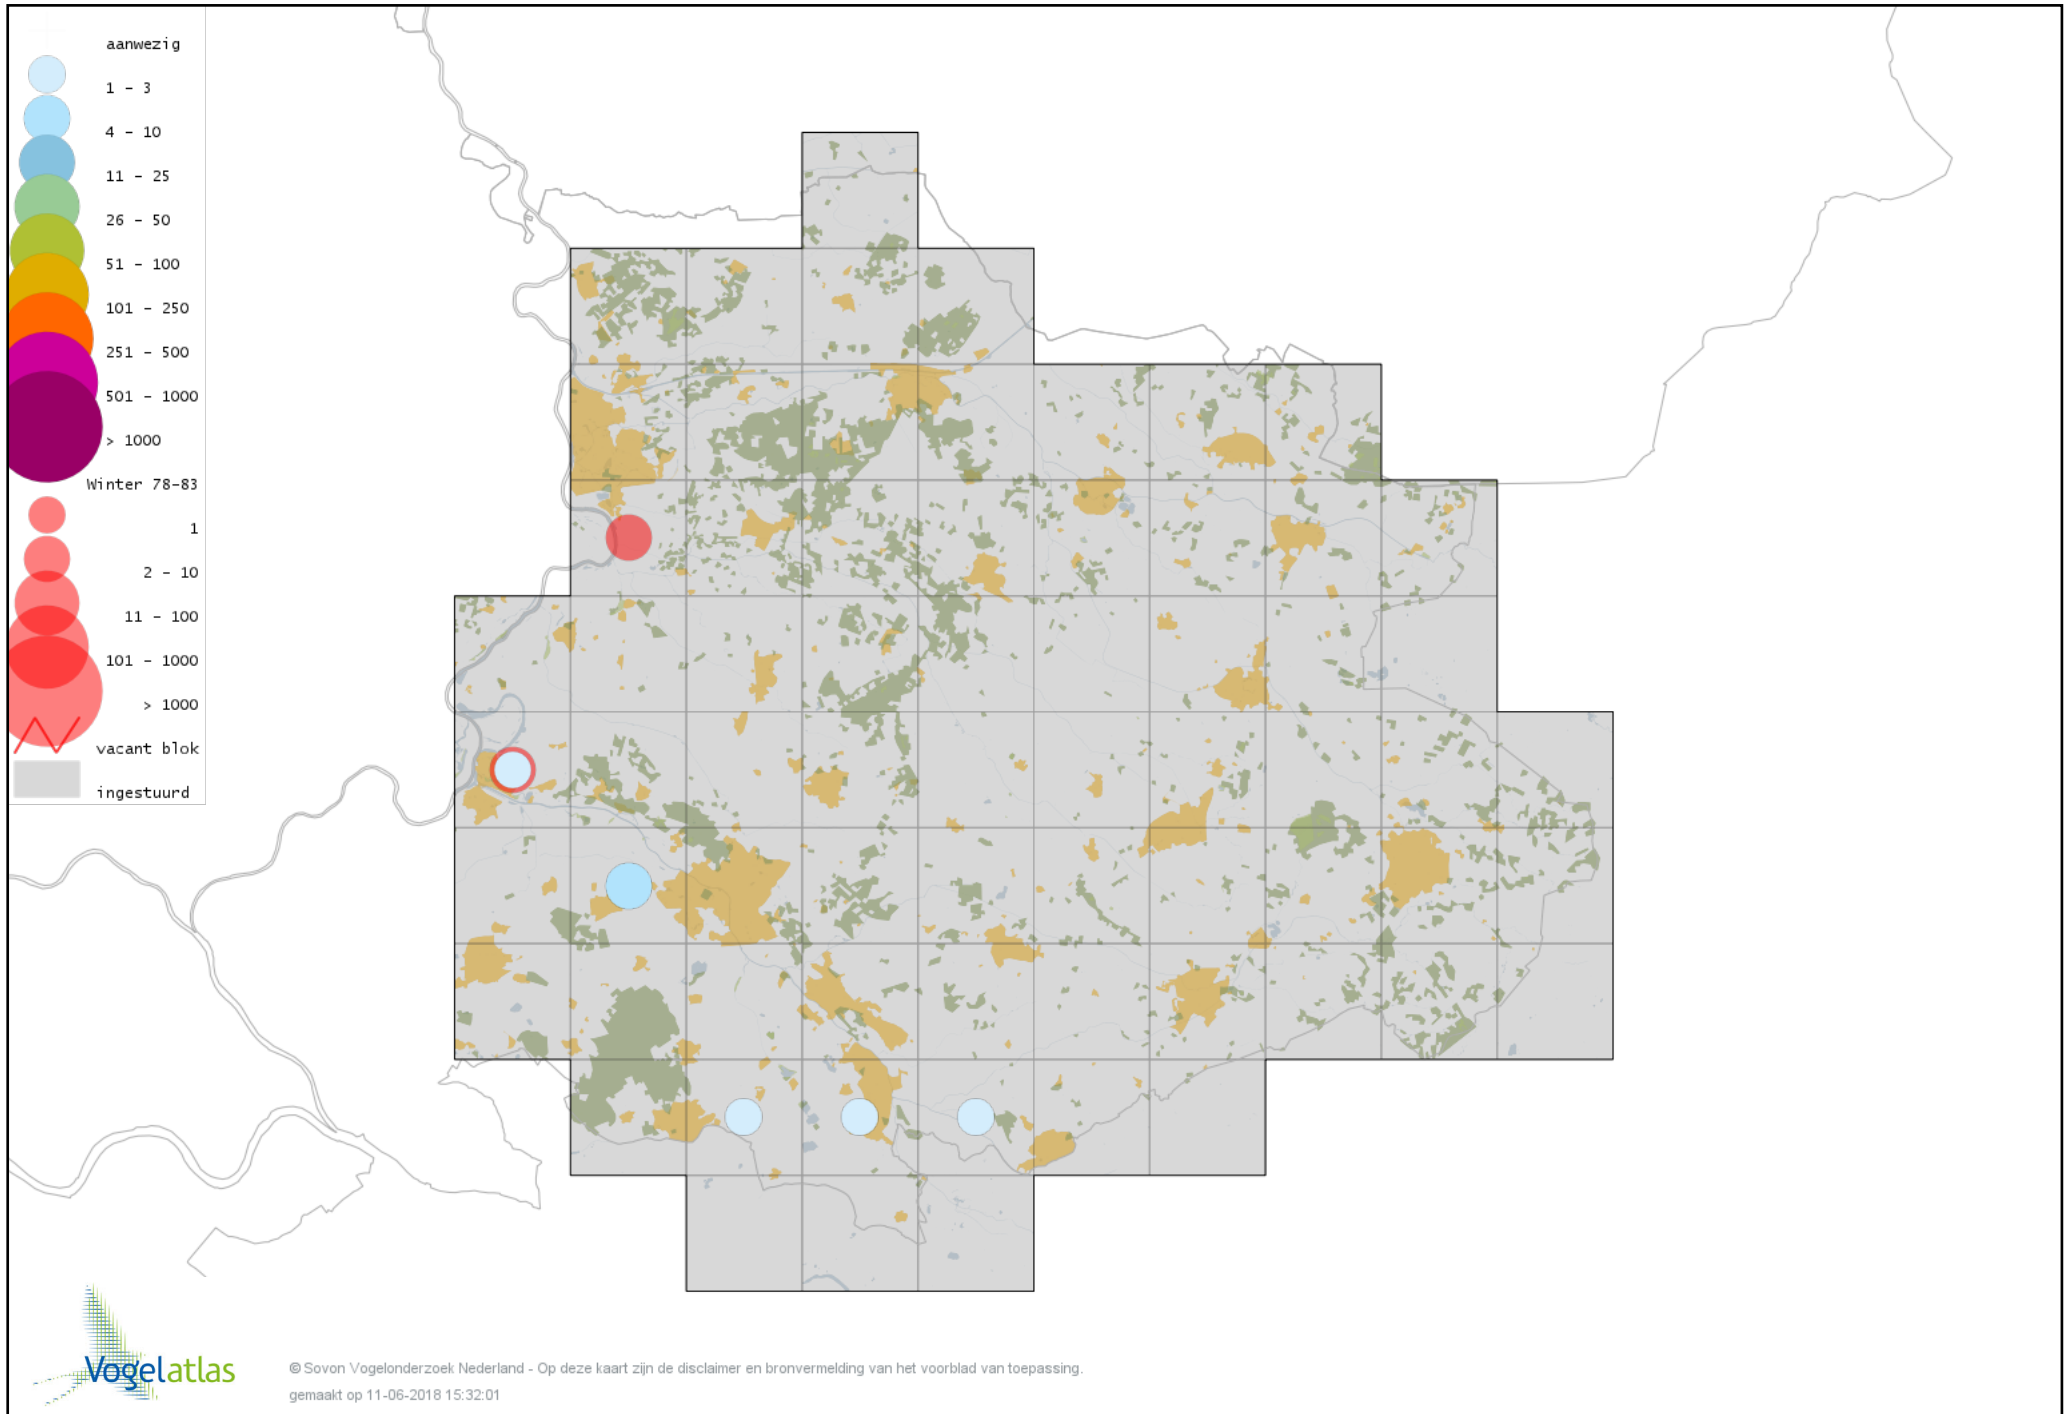 aanwezig
1 - 3
4 - 10
11 - 25
26 - 50
51 - 100
101 - 250
251 - 500
501 - 1000
> 1000
Winter 78-83
1
2 - 10
11 - 100
101 - 1000
> 1000
vacant blok
ingestuurd
Vogelatlas
© Sovon Vogelonderzoek Nederland - Op deze kaart zijn de disclaimer en bronvermelding van het voorblad van toepassing.
gemaakt op 11-06-2018 15:32:01